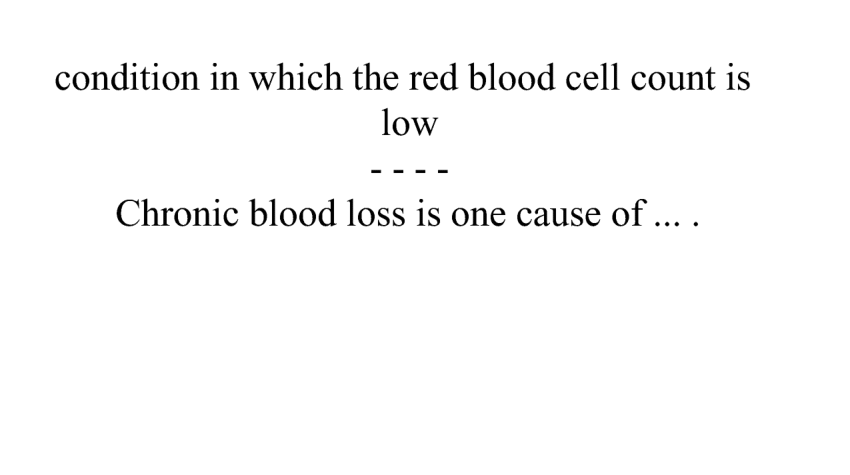 condition in which the red blood cell count is
low
- - - -
Chronic blood loss is one cause of ... .